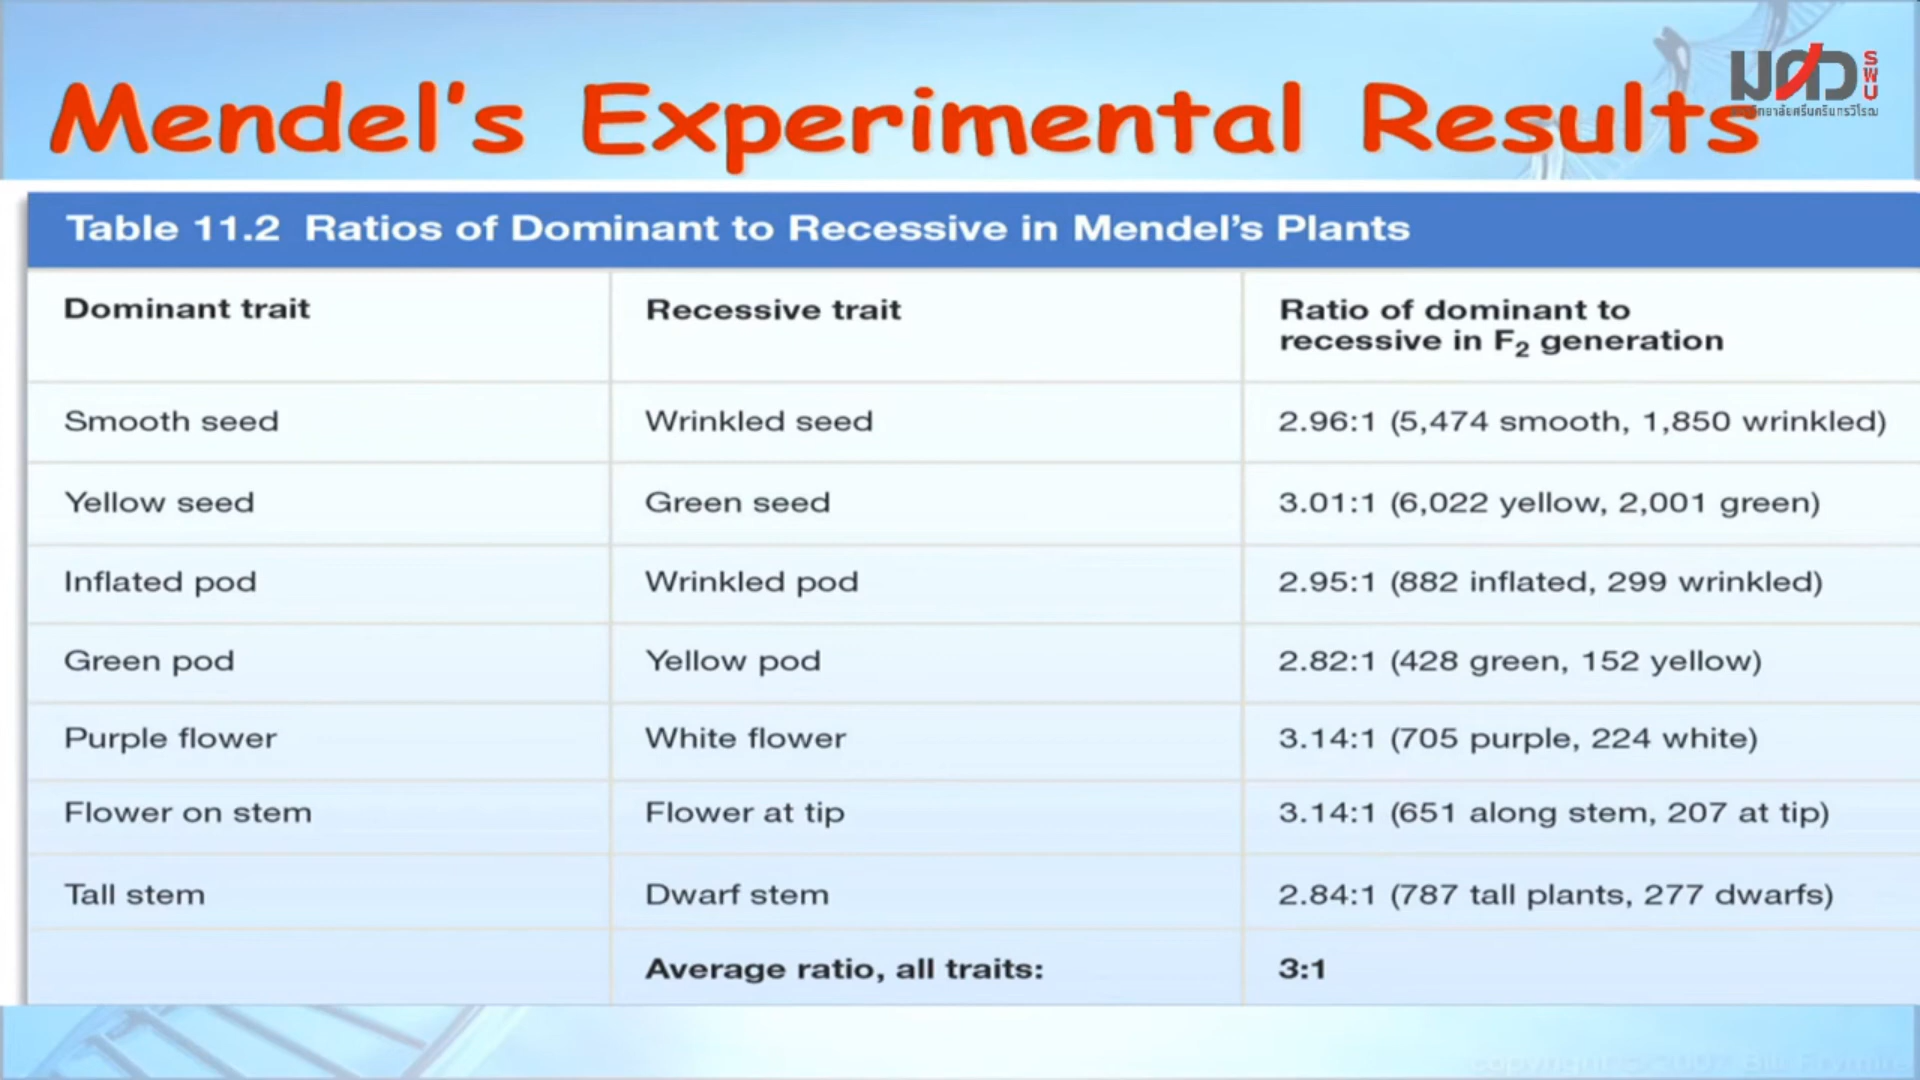 Mendel's Experimental Results
มศว
SWU
Table 11.2 Ratios of Dominant to Recessive in Mendel's Plants
Dominant trait
Recessive trait
Ratio of dominant to
recessive in F₂ generation
Smooth seed
Wrinkled seed
2.96:1 (5,474 smooth, 1,850 wrinkled)
Yellow seed
Green seed
3.01:1 (6,022 yellow, 2,001 green)
Inflated pod
Wrinkled pod
2.95:1 (882 inflated, 299 wrinkled)
Green pod
Yellow pod
2.82:1 (428 green, 152 yellow)
Purple flower
White flower
3.14:1 (705 purple, 224 white)
Flower on stem
Flower at tip
3.14:1 (651 along stem, 207 at tip)
Tall stem
Dwarf stem
2.84:1 (787 tall plants, 277 dwarfs)
Average ratio, all traits:
3:1